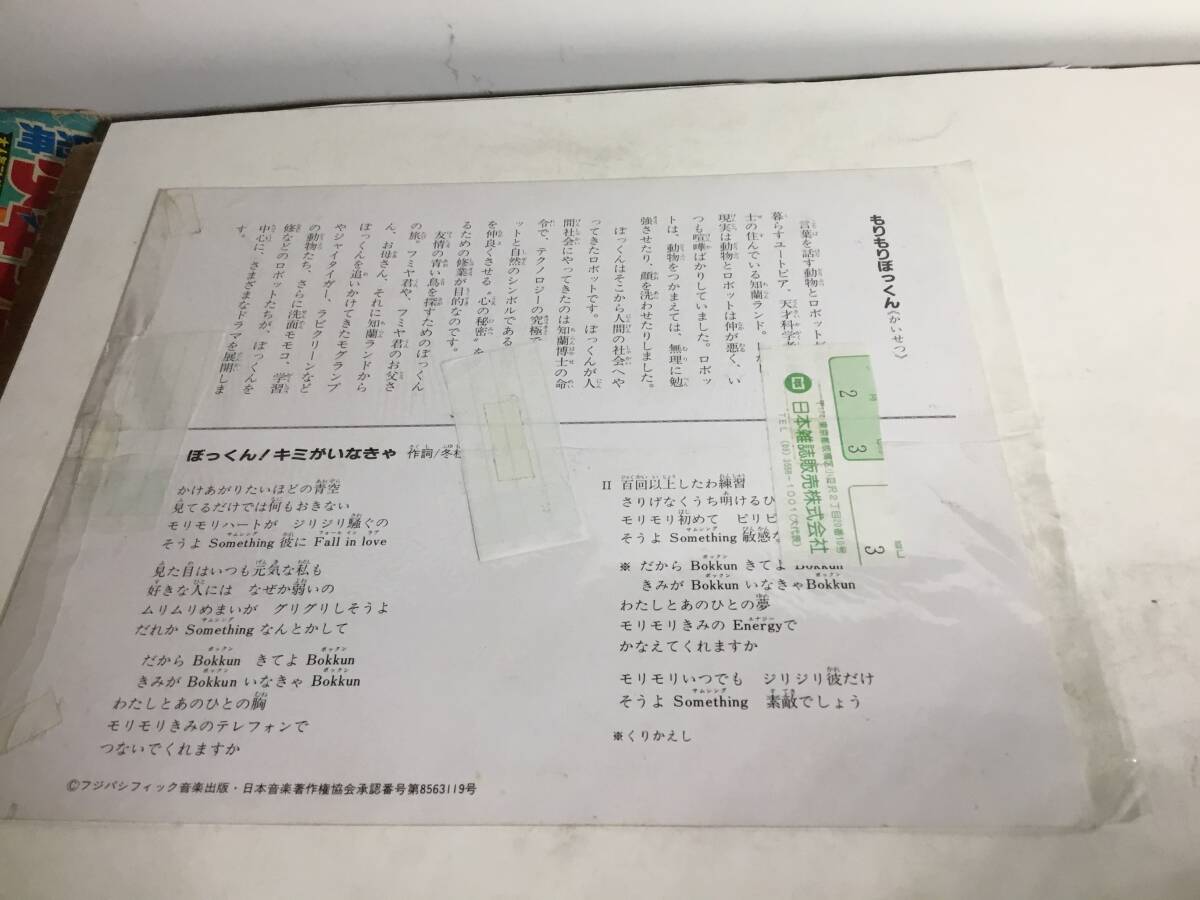 もりもりぼっくん《かいせつ》
言葉を話す動物とロボットが
暮らすユートピア、天才科学者
士の住んでいる知蘭ランド。しかし
現実は動物とロボットは仲が悪く、い
つも喧嘩ばかりしていました。ロボッ
トは、動物をつかまえては、無理に勉
強させたり、顔を洗わせたりしました。
ぼっくんはそこから人間の社会へや
ってきたロボットです。ぼっくんが人
間社会にやってきたのは知蘭博士の命
令で、テクノロジーの究極で
ットと自然のシンボルである
を仲良くさせる"心の秘密"を
るための修業が目的なのです。
友情の青い鳥を探すためのぼっくん
の旅。フミヤ君や、フミヤ君のお父さ
ん、お母さん、それに知蘭ランドから
ぼっくんを追いかけてきたモグランプ
やジャイアタイガー、ラビクリーンなど
の動物たち、さらに洗面モモコ、学習
修などのロボットたちが、ぼっくんを
中心に、さまざまなドラマを展開しま
す。
ぼっくん!キミがいなきゃ 作詞/冬
かけあがりたいほどの青空
見てるだけでは何もおきない
モリモリハートが ジリジリ騒ぐの
そうよ Something 彼に Fall in love
見た目はいつも元気な私も
好きな人には なぜか弱いの
ムリムリめまいが グリグリしそうよ
だれか Something なんとかして
だから Bokkun きてよ Bokkun
きみが Bokkun いなきゃ Bokkun
わたしとあのひとの胸
モリモリきみのテレフォンで
つないでくれますか
II 百回以上したわ練習
さりげなくうち明けるひ
モリモリ初めて ビリビ
そうよ Something 敏感な
※ だから Bokkun きてよ Bokkun
きみが Bokkun いなきゃBokkun
わたしとあのひとの夢
モリモリきみの Energyで
かなえてくれますか
モリモリいつでも ジリジリ彼だけ
そうよ Something 素敵でしょう
※くりかえし
©フジパシフィック音楽出版・日本音楽著作権協会承認番号第8563119号
2
3
3
日本雑誌販売株式会社